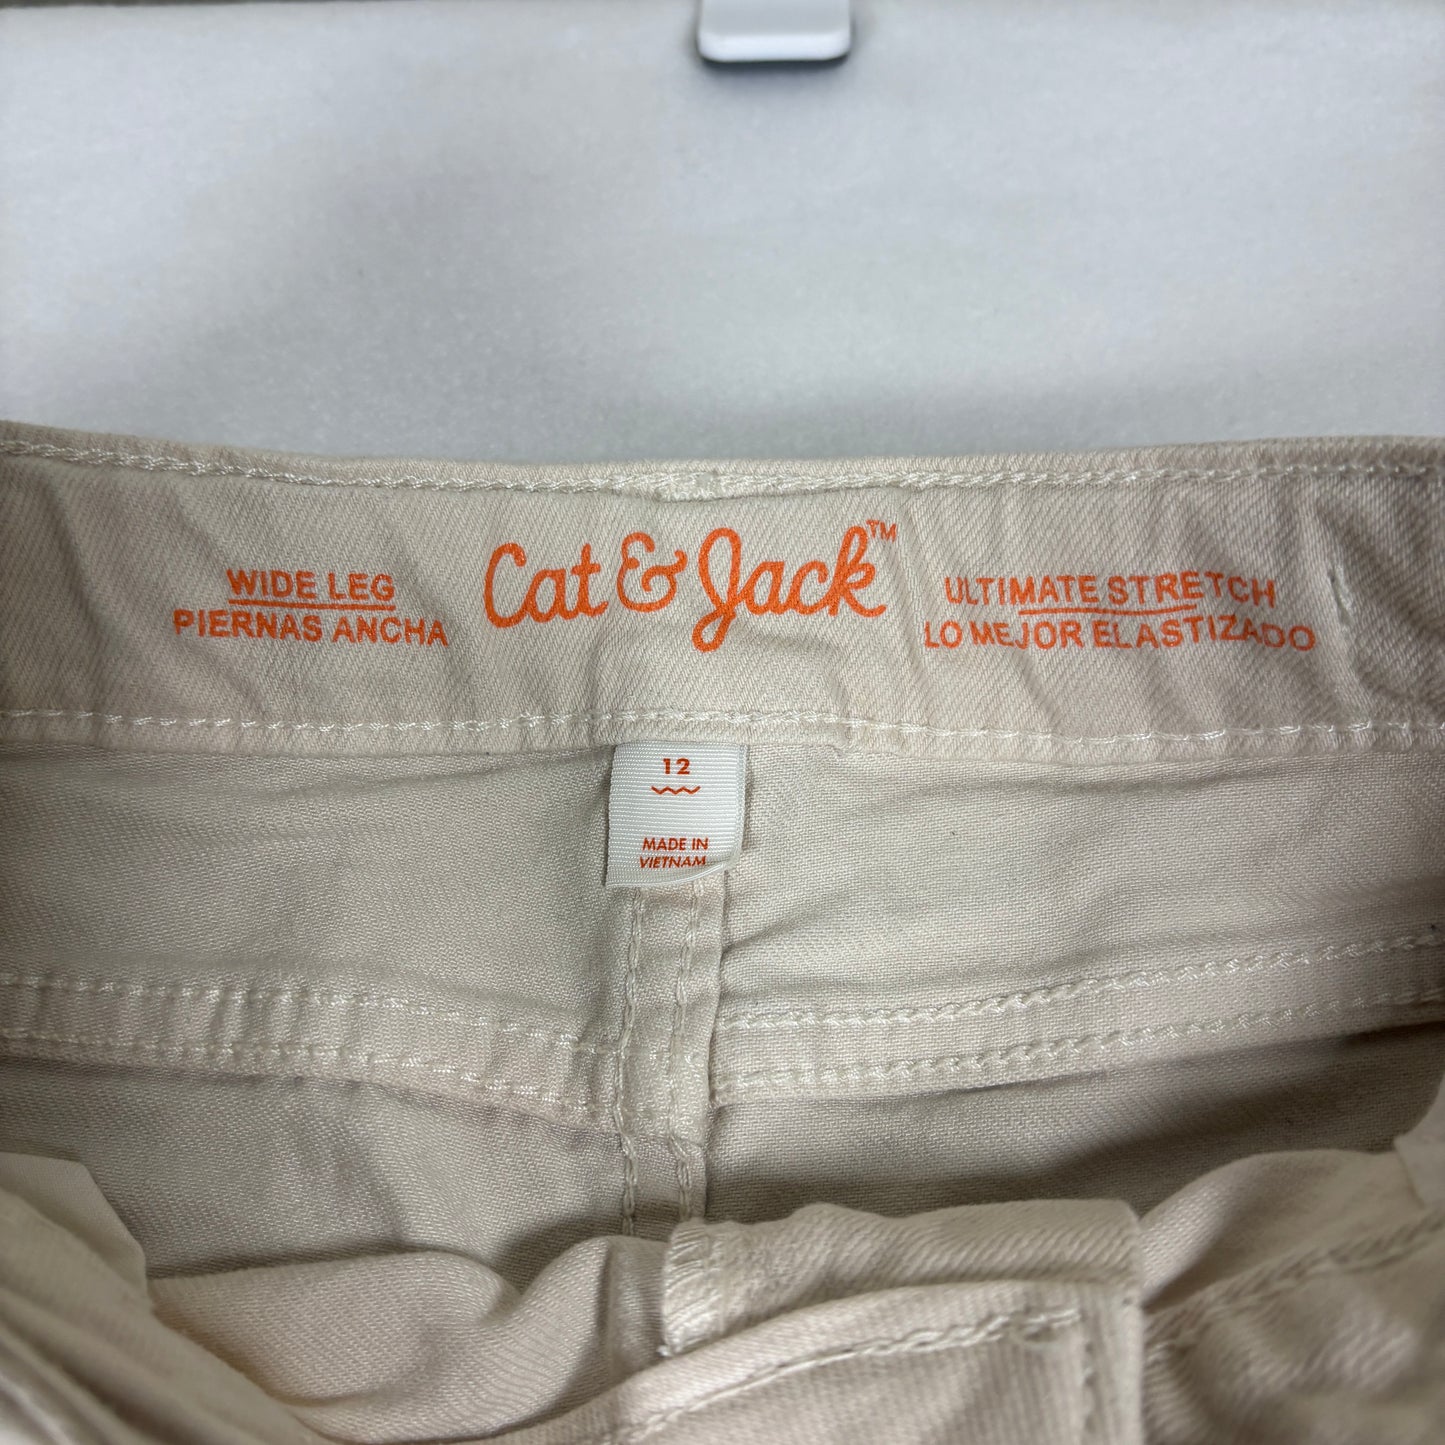 WIDE LEG
PIERNAS ANCHA
Cat & Jack™
ULTIMATE STRETCH
LO MEJOR ELASTIZADO
12
MADE IN
VIETNAM